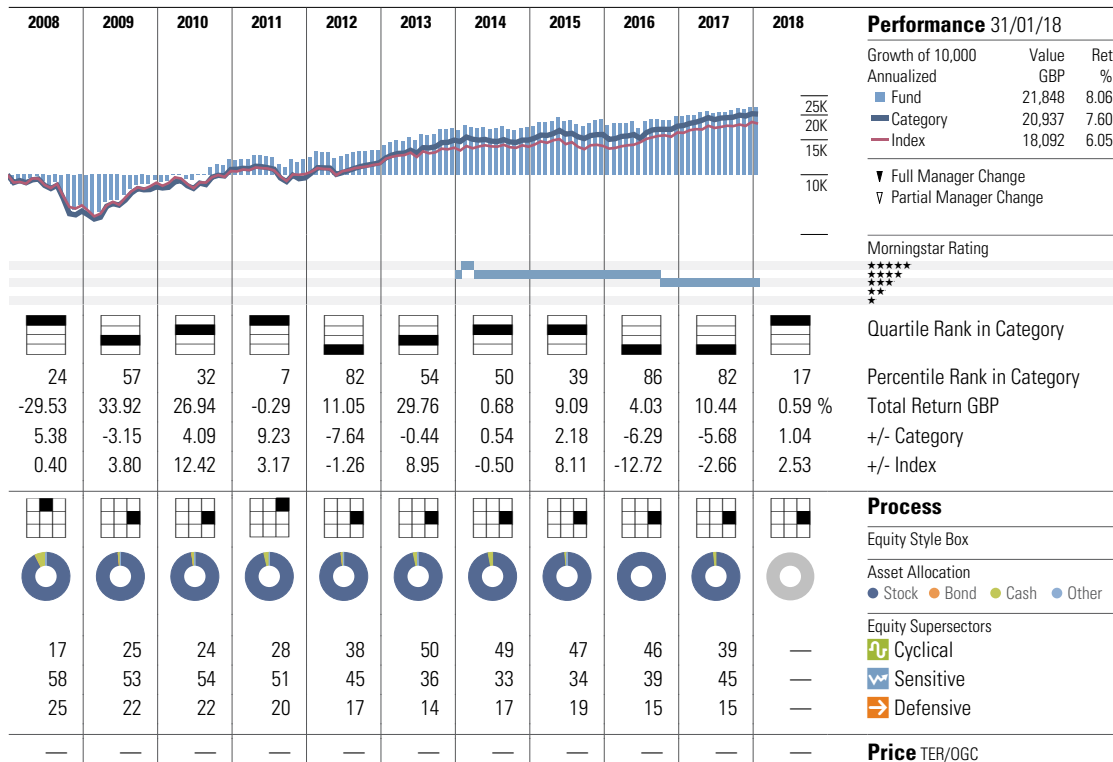 2008 2009 2010 2011 2012 2013 2014 2015 2016 2017 2018
Performance 31/01/18
Growth of 10,000 Value Ret
Annualized GBP %
Fund 21,848 8.06
Category 20,937 7.60
Index 18,092 6.05
25K
20K
15K
10K
Full Manager Change
Partial Manager Change
Morningstar Rating
★★★★★
★★★★
★★★
★★
★
Quartile Rank in Category
24 57 32 7 82 54 50 39 86 82 17 Percentile Rank in Category
-29.53 33.92 26.94 -0.29 11.05 29.76 0.68 9.09 4.03 10.44 0.59 % Total Return GBP
5.38 -3.15 4.09 9.23 -7.64 -0.44 0.54 2.18 -6.29 -5.68 1.04 +/- Category
0.40 3.80 12.42 3.17 -1.26 8.95 -0.50 8.11 -12.72 -2.66 2.53 +/- Index
Process
Equity Style Box
Asset Allocation
Stock Bond Cash Other
Equity Supersectors
17 25 24 28 38 50 49 47 46 39 — Cyclical
58 53 54 51 45 36 33 34 39 45 — Sensitive
25 22 22 20 17 14 17 19 15 15 — Defensive
— — — — — — — — — — — Price TER/OGC